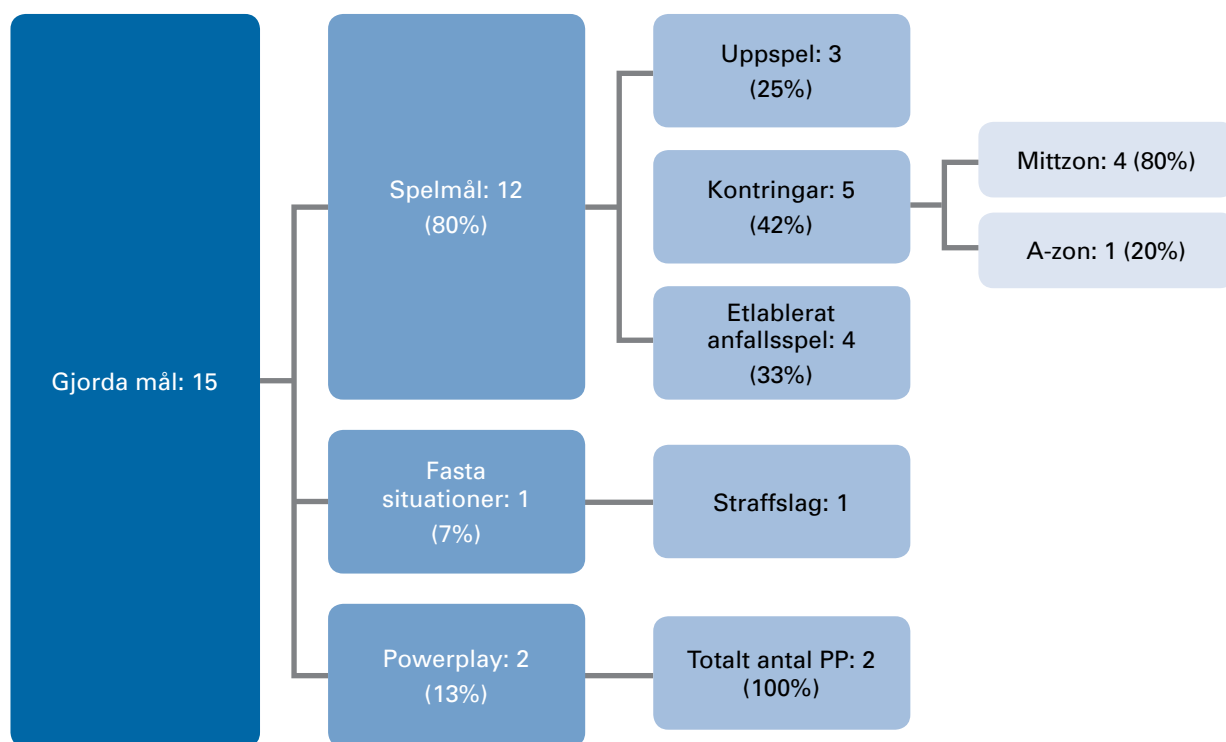 Gjorda mål: 15
Spelmål: 12
(80%)
Uppspel: 3
(25%)
Kontringar: 5
(42%)
Mittzon: 4 (80%)
A-zon: 1 (20%)
Etlablerat
anfallsspel: 4
(33%)
Fasta
situationer: 1
(7%)
Straffslag: 1
Powerplay: 2
(13%)
Totalt antal PP: 2
(100%)